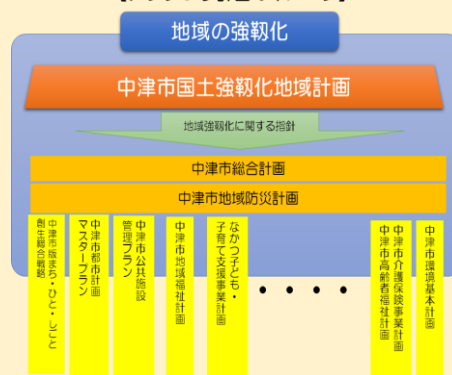 地域の強靱化
中津市国土強靱化地域計画
地域強靱化に関する指針
中津市総合計画
中津市地域防災計画
中津市版まち・ひと・しごと
創生総合戦略
中津市都市計画
マスタープラン
中津市公共施設
管理プラン
中津市地域福祉計画
なかつ子ども・
子育て支援事業計画
・・・・
中津市介護保険事業計画
中津市高齢者福祉計画
中津市環境基本計画